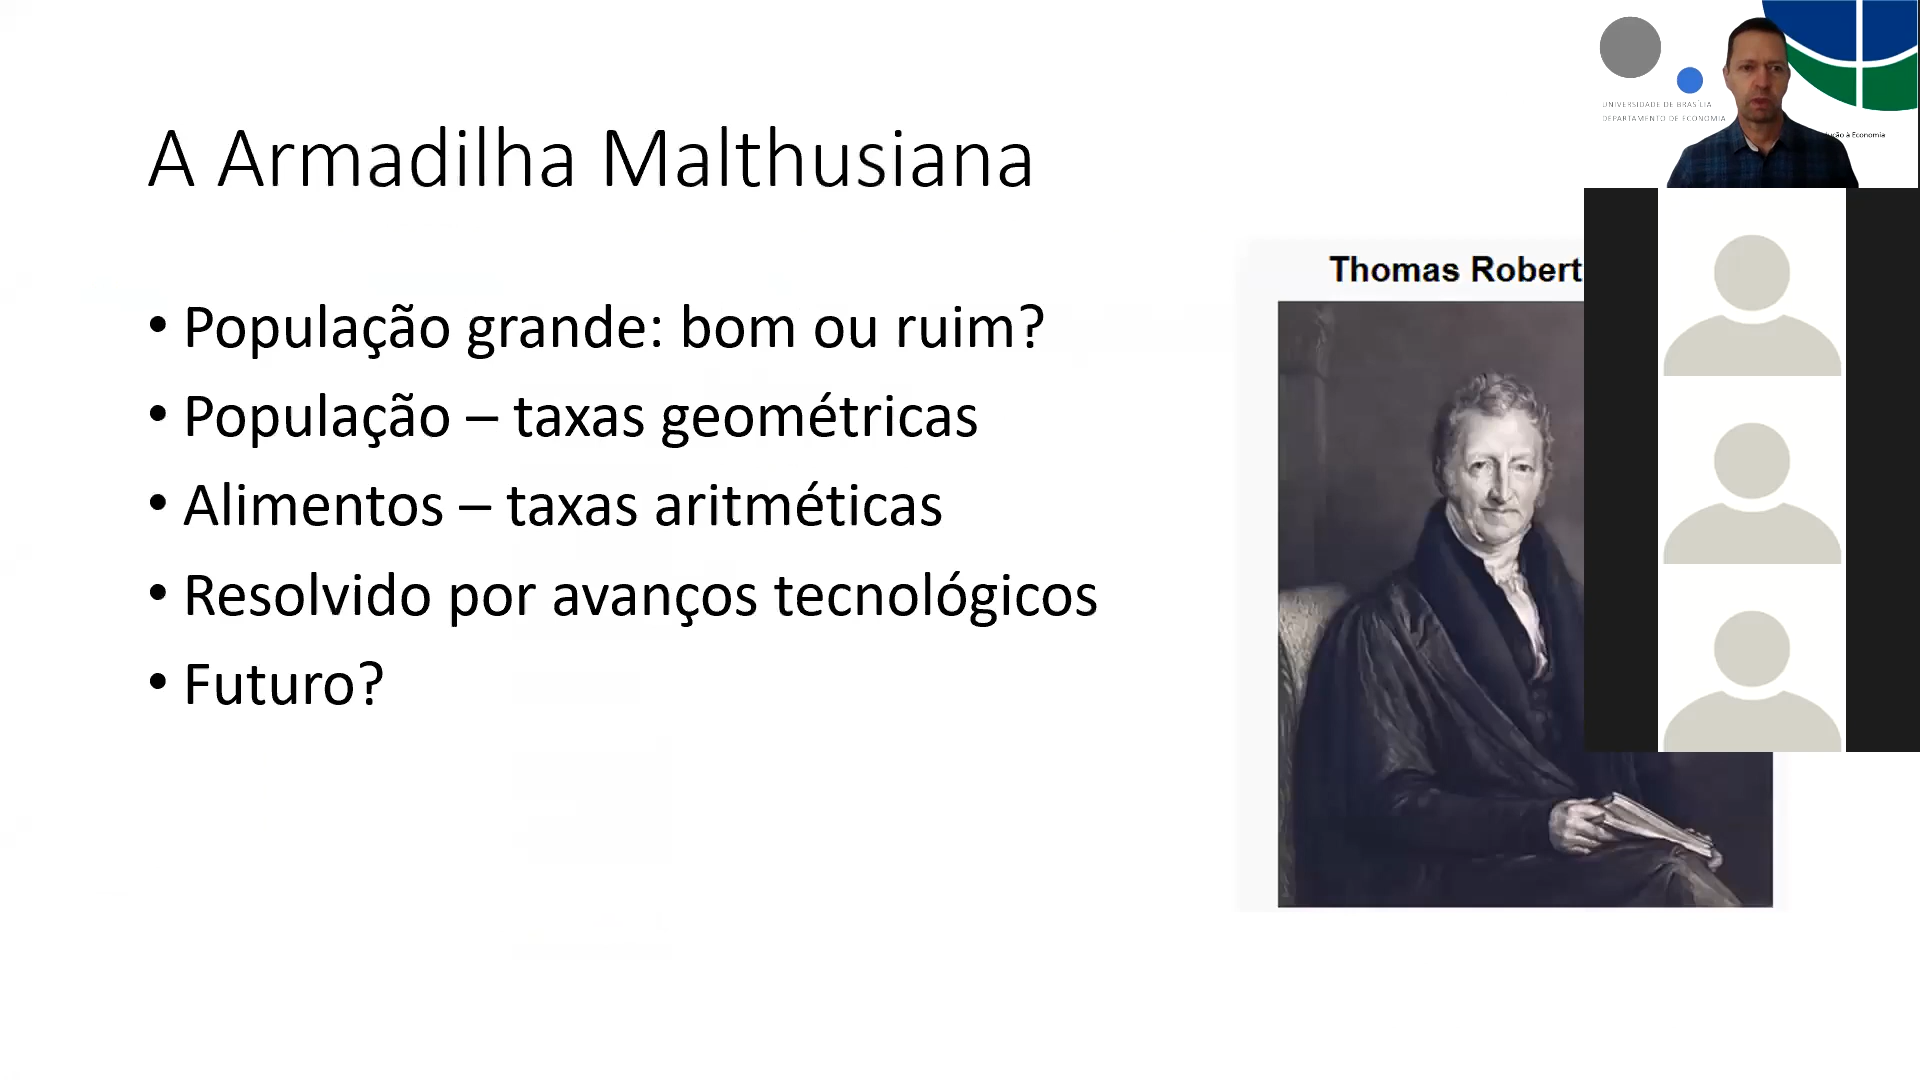 UNIVERSIDADE DE BRASÍLIA
DEPARTAMENTO DE ECONOMIA
à Economia
A Armadilha Malthusiana
Thomas Robert
• População grande: bom ou ruim?
• População – taxas geométricas
• Alimentos – taxas aritméticas
• Resolvido por avanços tecnológicos
• Futuro?